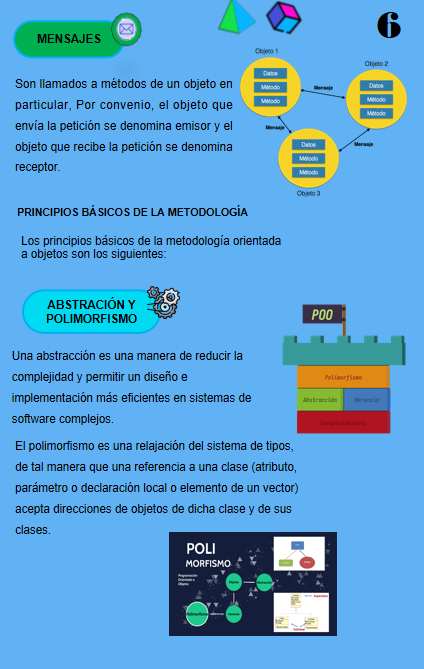 6
MENSAJES
Son llamados a métodos de un objeto en
particular, Por convenio, el objeto que
envía la petición se denomina emisor y el
objeto que recibe la petición se denomina
receptor.
Objeto 1
Datos
Método
Método
Mensaje
Objeto 2
Datos
Método
Método
Mensaje
Mensaje
Datos
Método
Método
Objeto 3
PRINCIPIOS BÁSICOS DE LA METODOLOGÍA
Los principios básicos de la metodología orientada
a objetos son los siguientes:
ABSTRACIÓN Y
POLIMORFISMO
Una abstracción es una manera de reducir la
complejidad y permitir un diseño e
implementación más eficientes en sistemas de
software complejos.
POO
Polimorfismo
Abstracción
Herencia
Encapsulamiento
El polimorfismo es una relajación del sistema de tipos,
de tal manera que una referencia a una clase (atributo,
parámetro o declaración local o elemento de un vector)
acepta direcciones de objetos de dicha clase y de sus
clases.
POLI
MORFISMO
Programación
Orientada a
Objetos
Polimorfismo